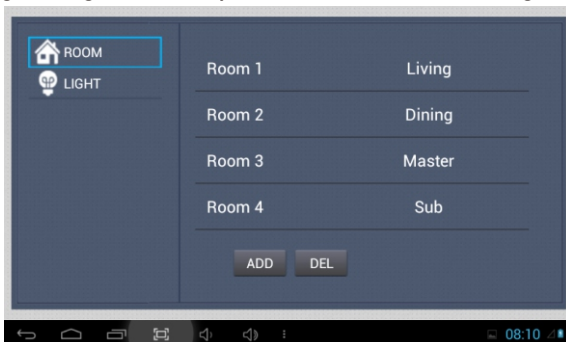 ROOM
LIGHT
Room 1 Living
Room 2 Dining
Room 3 Master
Room 4 Sub
ADD DEL
08:10